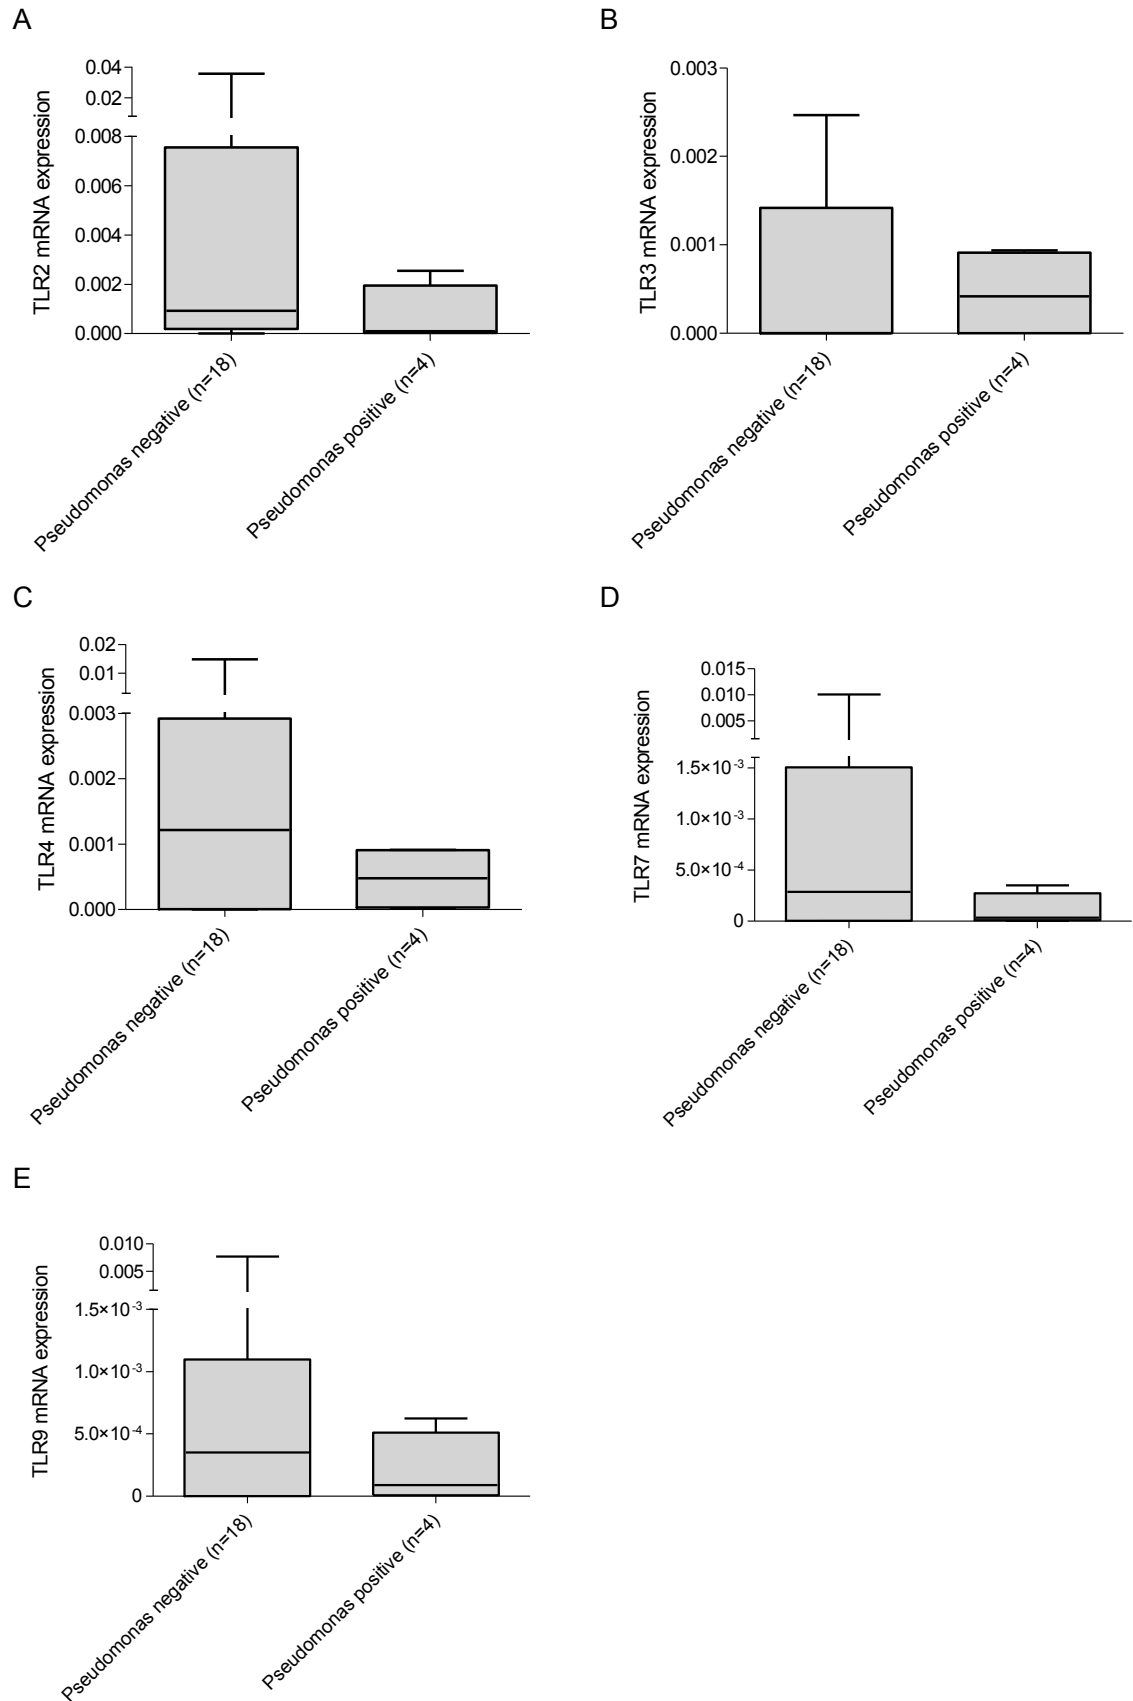 A
TLR2 mRNA expression
0.04
0.02
0.008
0.006
0.004
0.002
0.000
Pseudomonas negative (n=18)
Pseudomonas positive (n=4)
B
TLR3 mRNA expression
0.003
0.002
0.001
0.000
Pseudomonas negative (n=18)
Pseudomonas positive (n=4)
C
TLR4 mRNA expression
0.02
0.01
0.003
0.002
0.001
0.000
Pseudomonas negative (n=18)
Pseudomonas positive (n=4)
D
TLR7 mRNA expression
0.015
0.010
0.005
1.5×10⁻³
1.0×10⁻³
5.0×10⁻⁴
0
Pseudomonas negative (n=18)
Pseudomonas positive (n=4)
E
TLR9 mRNA expression
0.010
0.005
1.5×10⁻³
1.0×10⁻³
5.0×10⁻⁴
0
Pseudomonas negative (n=18)
Pseudomonas positive (n=4)